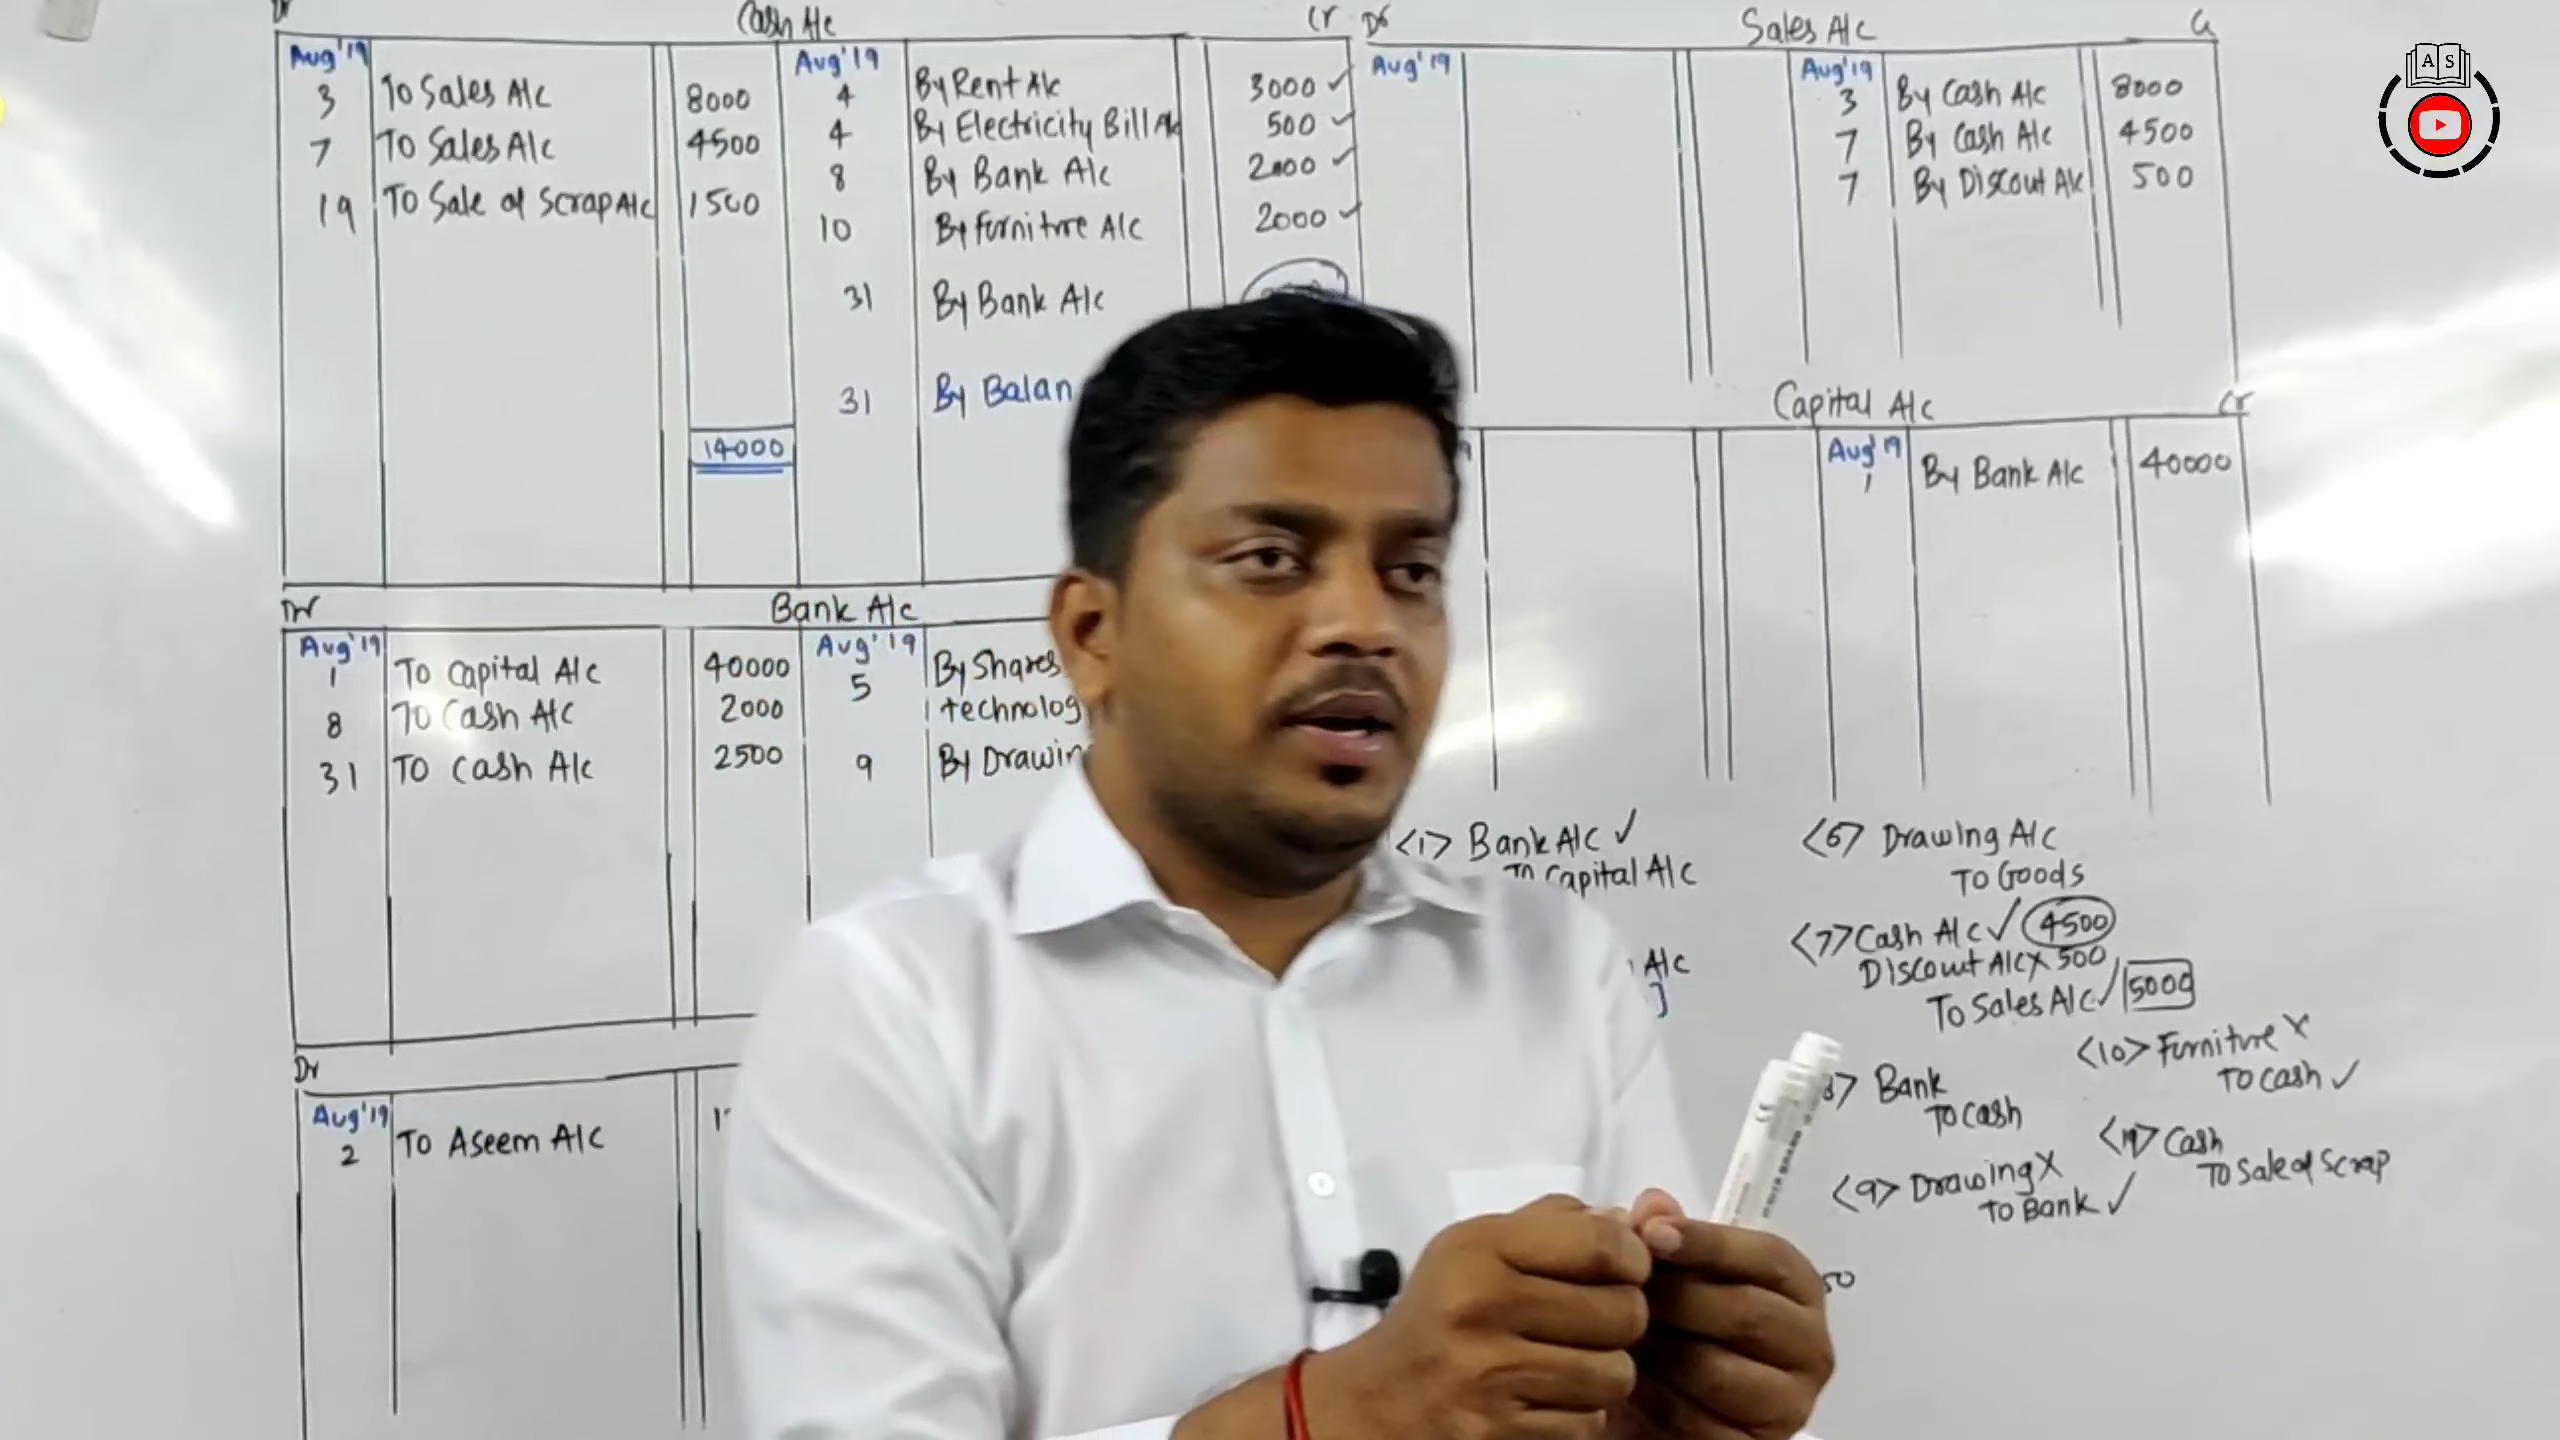 Dr Cash A/c Cr
Aug'19 Aug'19
3 To Sales A/c 8000 4 By Rent A/c 3000 ✓
7 To Sales A/c 4500 4 By Electricity Bill A/c 500 ✓
19 To Sale of Scrap A/c 1500 8 By Bank A/c 2000 ✓
10 By Furniture A/c 2000 ✓
31 By Bank A/c
31 By Balan
14000
Dr Bank A/c
Aug'19 Aug'19
1 To Capital A/c 40000 5 By Shares
8 To Cash A/c 2000 technolog
31 To Cash A/c 2500 9 By Drawin
Dr
Aug'19
2 To Aseem A/c
Dr Sales A/c Cr
Aug'19 Aug'19
3 By Cash A/c 8000
7 By Cash A/c 4500
7 By Discout A/c 500
Capital A/c Cr
Aug'19
1 By Bank A/c 40000
<1> Bank A/c ✓
To Capital A/c
A/c
]
<6> Drawing A/c
To Goods
<7> Cash A/c ✓ 4500
Discout A/c X 500
To Sales A/c ✓ 5000
8> Bank
To Cash
<9> Drawing X
To Bank ✓
<10> Furniture X
To Cash ✓
<19> Cash
To Sale of Scrap
50
A S